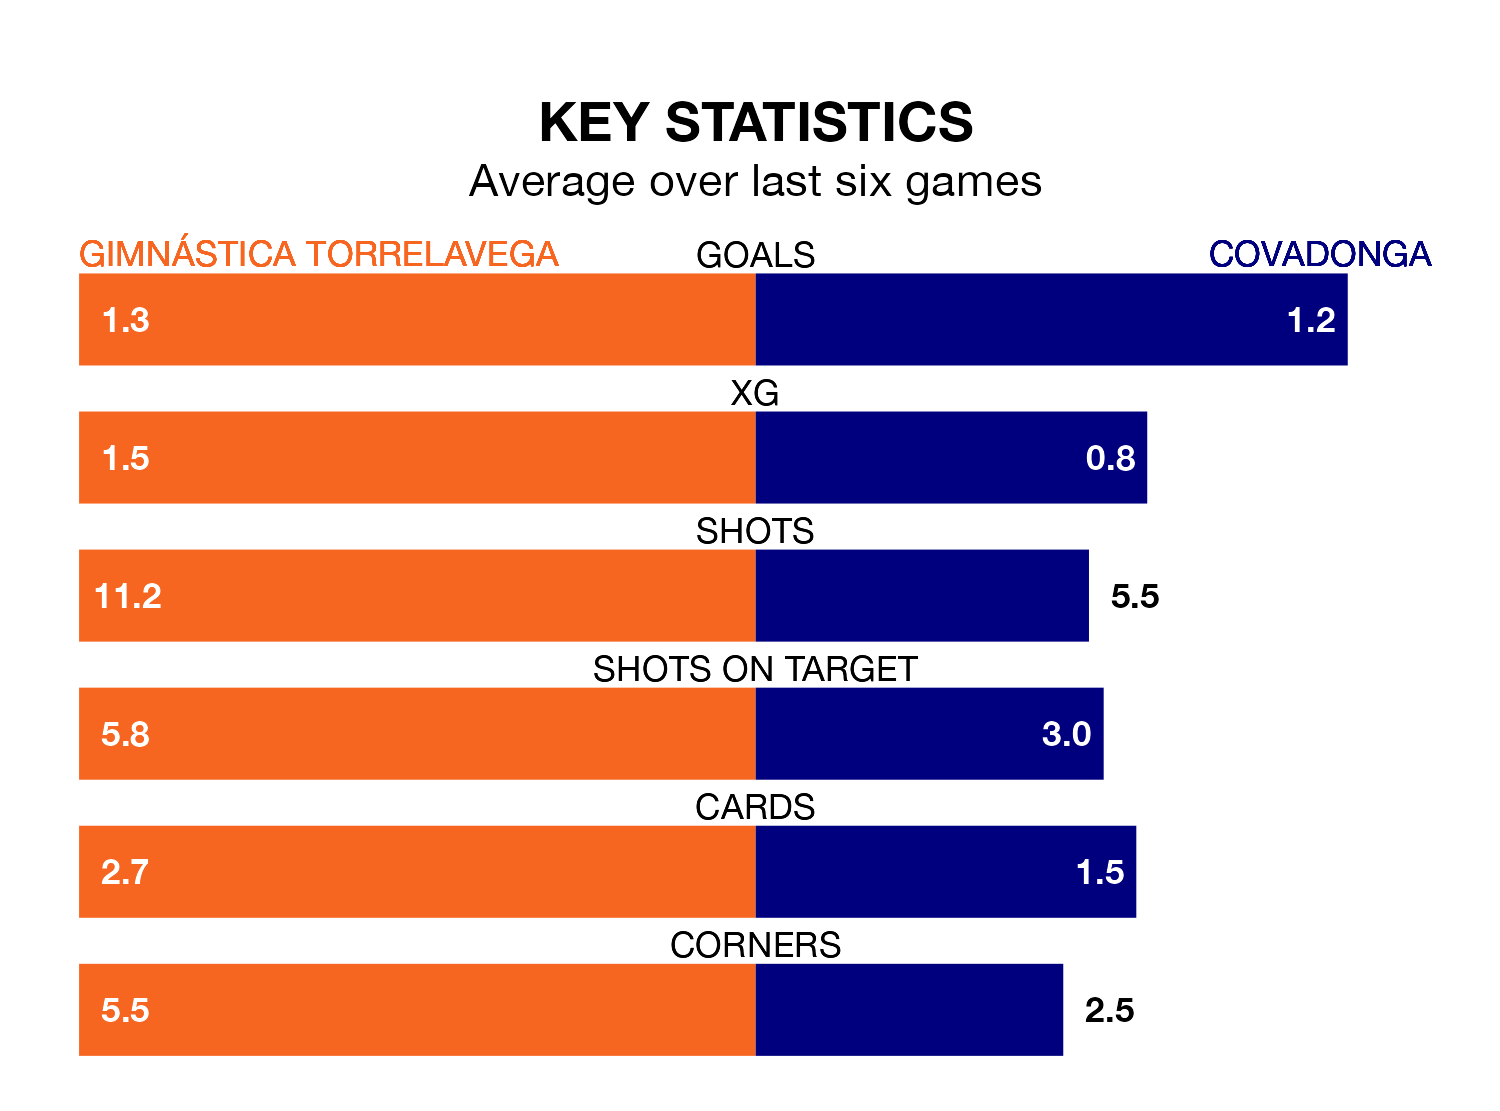 KEY STATISTICS
Average over last six games
GIMNÁSTICA TORRELAVEGA GOALS COVADONGA
1.3 1.2
XG
1.5 0.8
SHOTS
11.2 5.5
SHOTS ON TARGET
5.8 3.0
CARDS
2.7 1.5
CORNERS
5.5 2.5